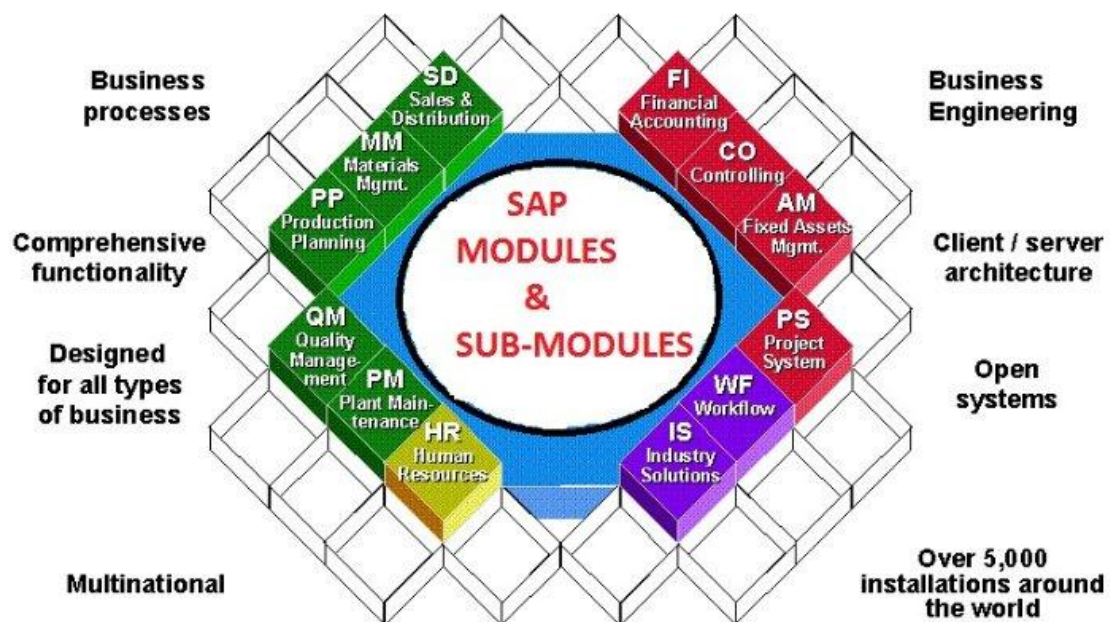 Business
processes
Comprehensive
functionality
Designed
for all types
of business
Multinational
SD
Sales &
Distribution
MM
Materials
Mgmt.
PP
Production
Planning
QM
Quality
Manage-
ment
PM
Plant Main-
tenance
HR
Human
Resources
SAP
MODULES
&
SUB-MODULES
FI
Financial
Accounting
CO
Controlling
AM
Fixed Assets
Mgmt.
PS
Project
System
WF
Workflow
IS
Industry
Solutions
Business
Engineering
Client / server
architecture
Open
systems
Over 5,000
installations around
the world